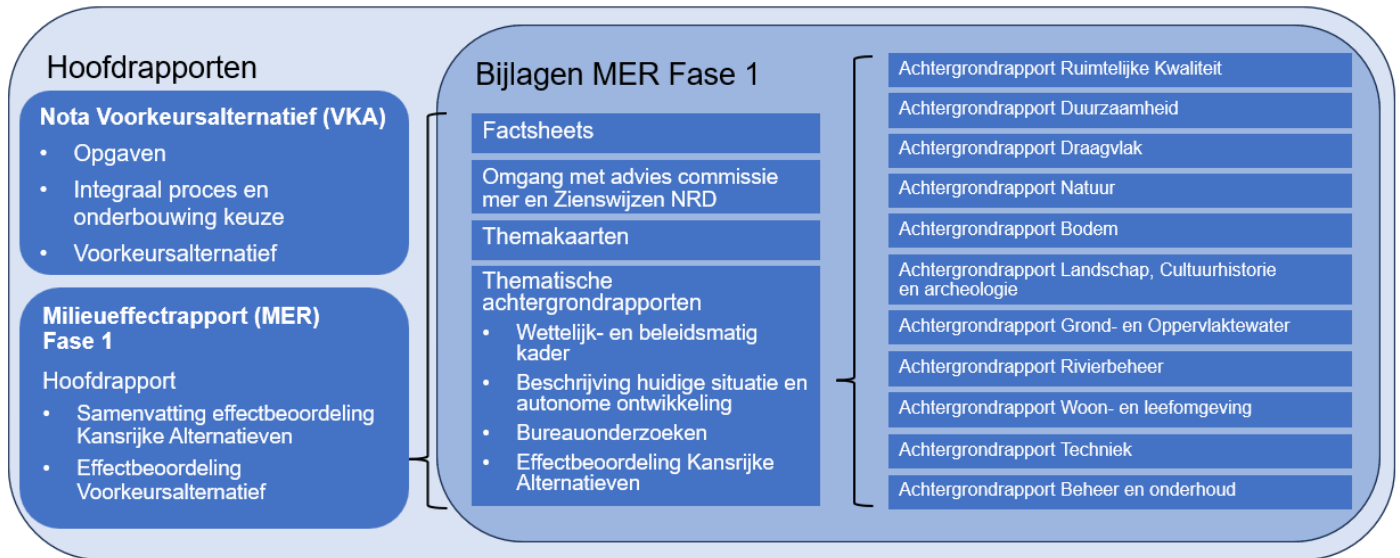 Hoofdrapporten
Nota Voorkeursalternatief (VKA)
• Opgaven
• Integraal proces en
onderbouwing keuze
• Voorkeursalternatief
Milieueffectrapport (MER)
Fase 1
Hoofdrapport
• Samenvatting effectbeoordeling
Kansrijke Alternatieven
• Effectbeoordeling
Voorkeursalternatief
Bijlagen MER Fase 1
Factsheets
Omgang met advies commissie
mer en Zienswijzen NRD
Themakaarten
Thematische
achtergrondrapporten
• Wettelijk- en beleidsmatig
kader
• Beschrijving huidige situatie en
autonome ontwikkeling
• Bureauonderzoeken
• Effectbeoordeling Kansrijke
Alternatieven
Achtergrondrapport Ruimtelijke Kwaliteit
Achtergrondrapport Duurzaamheid
Achtergrondrapport Draagvlak
Achtergrondrapport Natuur
Achtergrondrapport Bodem
Achtergrondrapport Landschap, Cultuurhistorie
en archeologie
Achtergrondrapport Grond- en Oppervlaktewater
Achtergrondrapport Rivierbeheer
Achtergrondrapport Woon- en leefomgeving
Achtergrondrapport Techniek
Achtergrondrapport Beheer en onderhoud